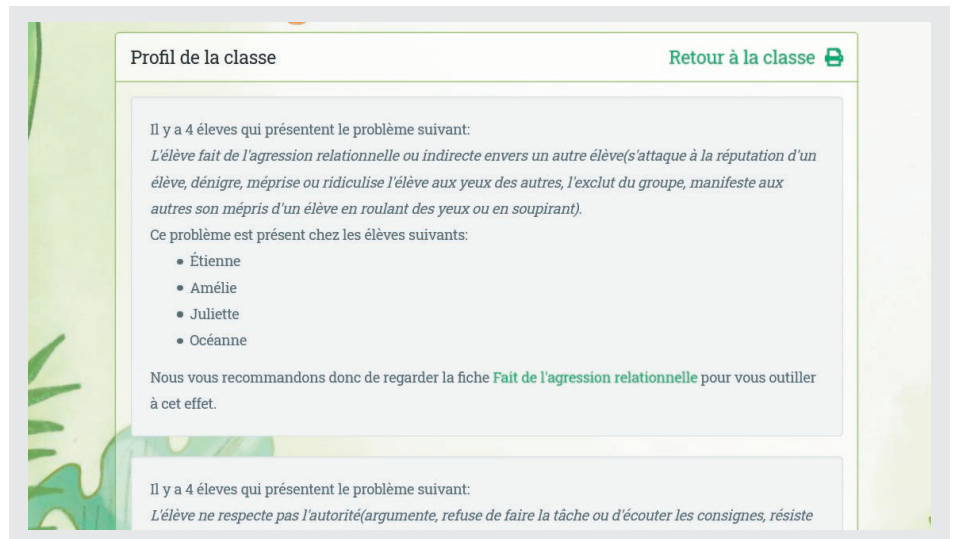 Profil de la classe
Retour à la classe
Il y a 4 éleves qui présentent le problème suivant:
L'élève fait de l'agression relationnelle ou indirecte envers un autre élève(s'attaque à la réputation d'un
élève, dénigre, méprise ou ridiculise l'élève aux yeux des autres, l'exclut du groupe, manifeste aux
autres son mépris d'un élève en roulant des yeux ou en soupirant).
Ce problème est présent chez les élèves suivants:
• Étienne
• Amélie
• Juliette
• Océanne
Nous vous recommandons donc de regarder la fiche Fait de l'agression relationnelle pour vous outiller
à cet effet.
Il y a 4 éleves qui présentent le problème suivant:
L'élève ne respecte pas l'autorité(argumente, refuse de faire la tâche ou d'écouter les consignes, résiste